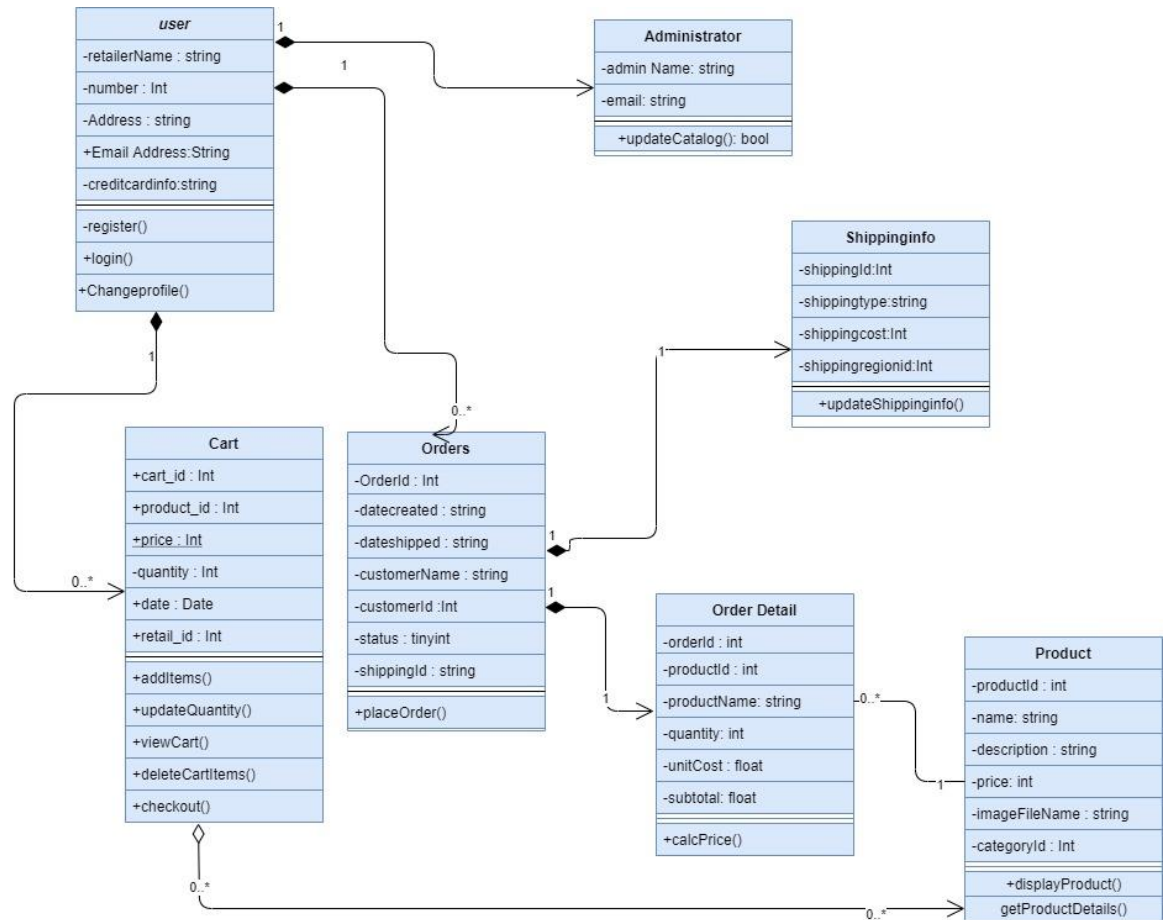 user
-retailerName : string
-number : Int
-Address : string
+Email Address:String
-creditcardinfo:string
-register()
+login()
+Changeprofile()
1
1
1
Administrator
-admin Name: string
-email: string
+updateCatalog(): bool
Shippinginfo
-shippingId:Int
-shippingtype:string
-shippingcost:Int
-shippingregionid:Int
+updateShippinginfo()
1
0..*
0..*
Cart
+cart_id : Int
+product_id : Int
+price : Int
-quantity : Int
+date : Date
+retail_id : Int
+addItems()
+updateQuantity()
+viewCart()
+deleteCartItems()
+checkout()
Orders
-OrderId : Int
-datecreated : string
-dateshipped : string
-customerName : string
-customerId :Int
-status : tinyint
-shippingId : string
+placeOrder()
1
1
1
Order Detail
-orderId : int
-productId : int
-productName: string
-quantity: int
-unitCost : float
-subtotal: float
+calcPrice()
0..*
1
Product
-productId : int
-name: string
-description : string
-price: int
-imageFileName : string
-categoryId : Int
+displayProduct()
getProductDetails()
0..*
0..*